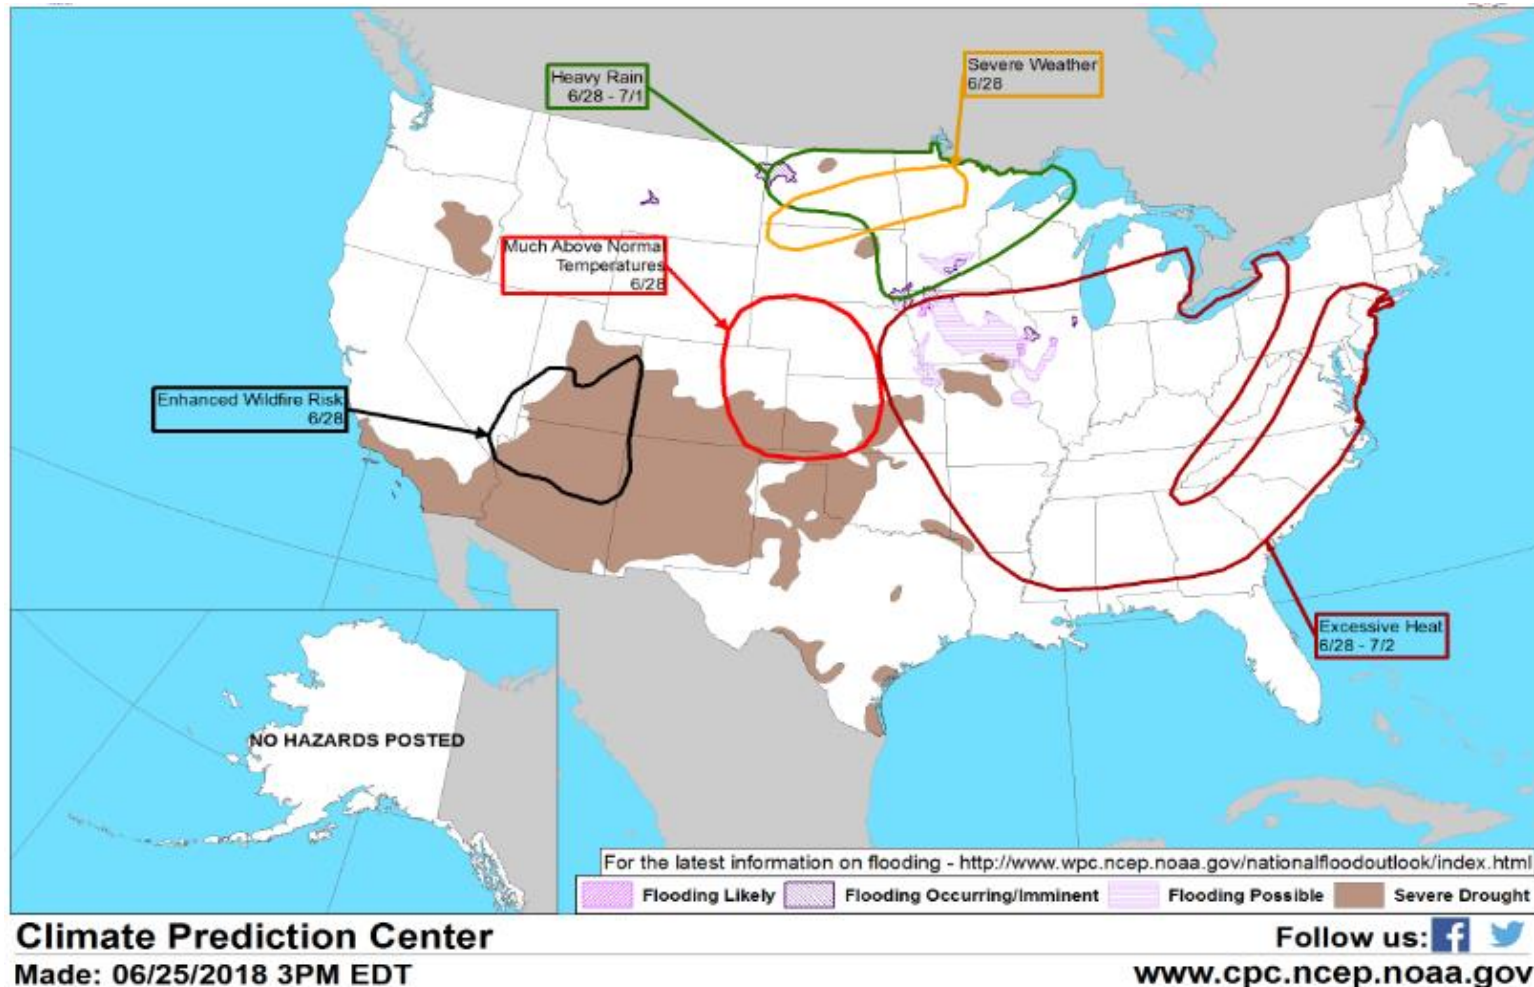 Heavy Rain
6/28 - 7/1
Severe Weather
6/28
Much Above Normal
Temperatures
6/28
Enhanced Wildfire Risk
6/28
Excessive Heat
6/28 - 7/2
NO HAZARDS POSTED
For the latest information on flooding - http://www.wpc.ncep.noaa.gov/nationalfloodoutlook/index.html
Flooding Likely Flooding Occurring/Imminent Flooding Possible Severe Drought
Climate Prediction Center Follow us:
Made: 06/25/2018 3PM EDT www.cpc.ncep.noaa.gov